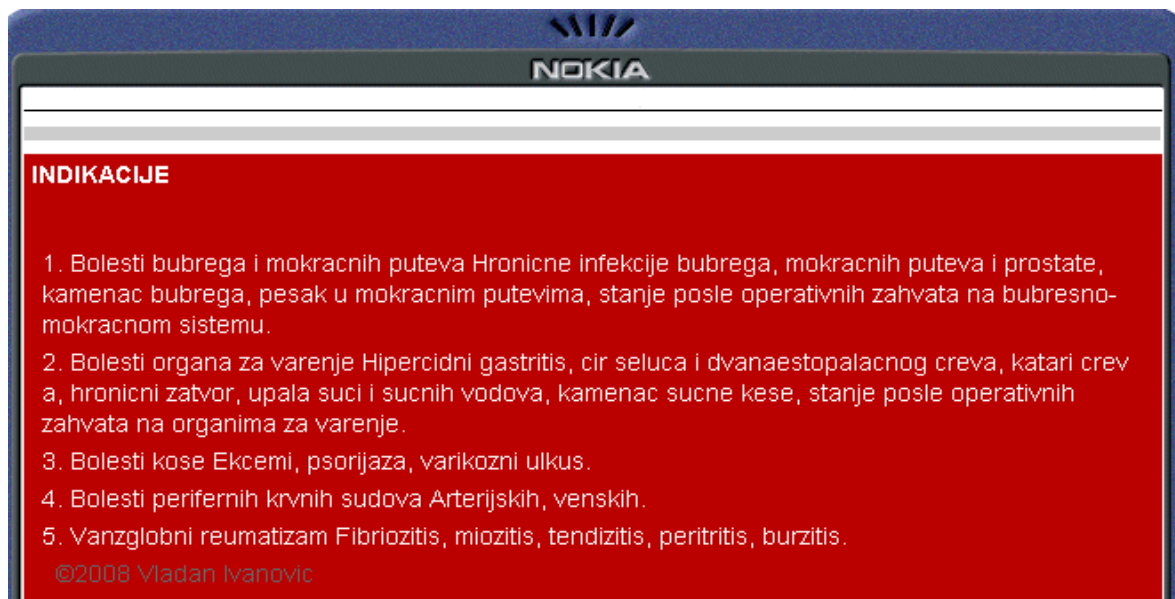 NOKIA
INDIKACIJE
1. Bolesti bubrega i mokracnih puteva Hronicne infekcije bubrega, mokracnih puteva i prostate,
kamenac bubrega, pesak u mokracnim putevima, stanje posle operativnih zahvata na bubresno-
mokracnom sistemu.
2. Bolesti organa za varenje Hipercidni gastritis, cir seluca i dvanaestopalacnog creva, katari crev
a, hronicni zatvor, upala suci i sucnih vodova, kamenac sucne kese, stanje posle operativnih
zahvata na organima za varenje.
3. Bolesti kose Ekcemi, psorijaza, varikozni ulkus.
4. Bolesti perifernih krvnih sudova Arterijskih, venskih.
5. Vanzglobni reumatizam Fibriozitis, miozitis, tendizitis, peritritis, burzitis.
©2008 Vladan Ivanovic